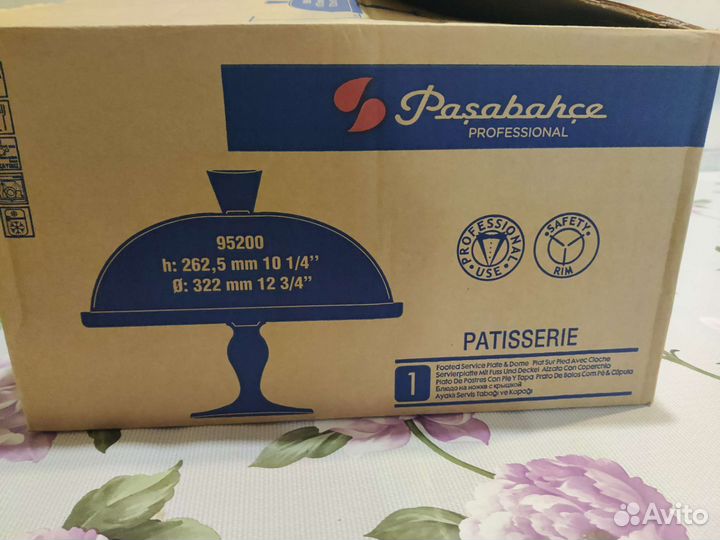 Paşabahçe
PROFESSIONAL
95200
h: 262,5 mm 10 1/4’’
Ø: 322 mm 12 3/4’’
PROFESSIONAL
USE
SAFETY
RIM
PATISSERIE
1
Footed Service Plate & Dome Plat Sur Pied Avec Cloche
Servierplatte Mit Fuss Und Deckel Alzata Con Coperchio
Plato De Postres Con Pie Y Tapa Prato De Bolos Com Pé & Cúpula
Блюдо на ножке с крышкой
Ayaklı Servis Tabağı ve Kapağı
Avito